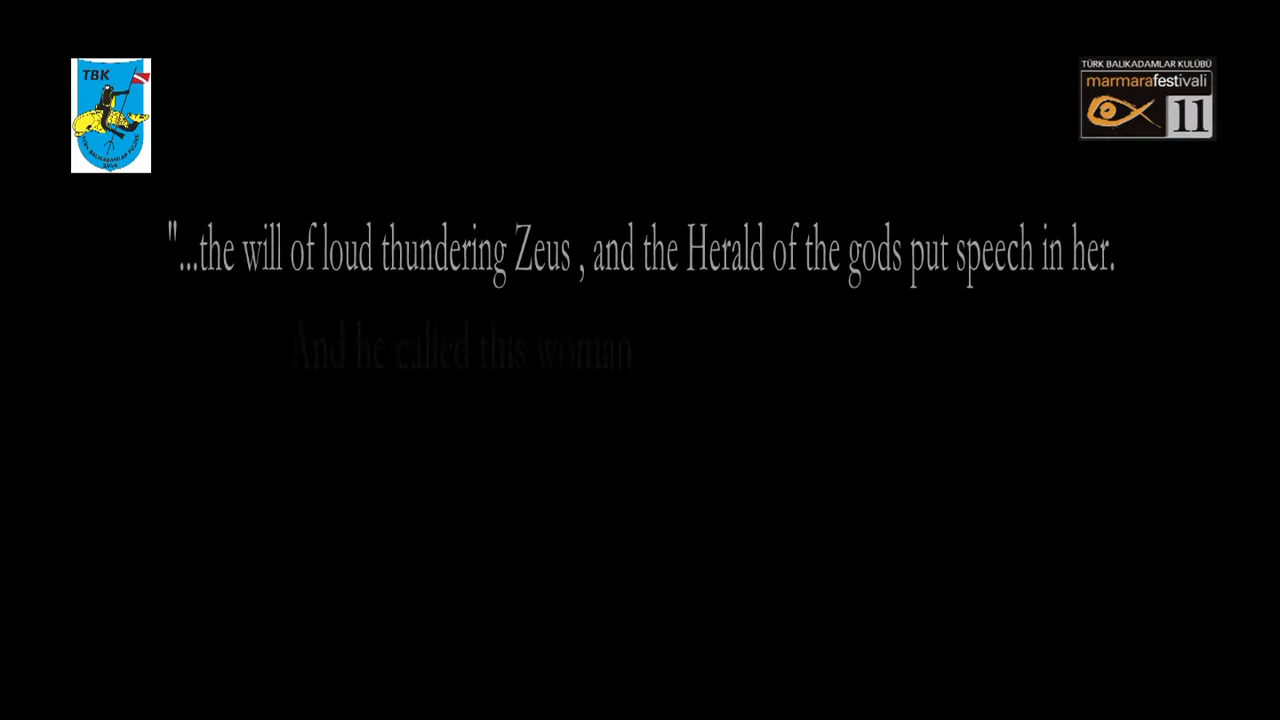 TBK
TÜRK BALIKADAMLAR KULÜBÜ
marmarafestivali
11
"...the will of loud thundering Zeus , and the Herald of the gods put speech in her.
And he called this woman